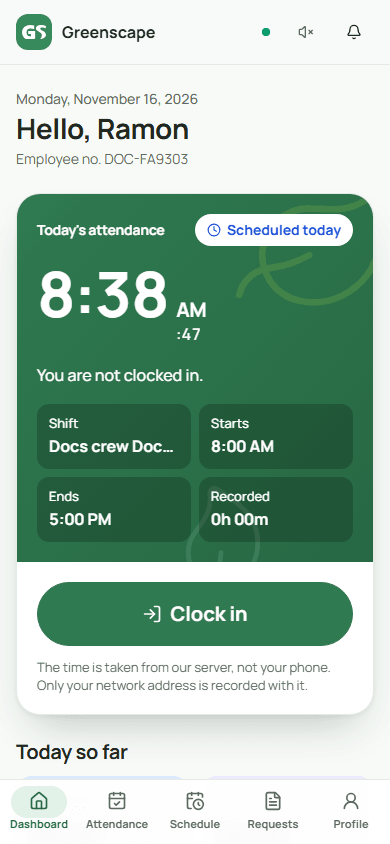 GS Greenscape
Monday, November 16, 2026
Hello, Ramon
Employee no. DOC-FA9303
Today's attendance
Scheduled today
8:38 AM
:47
You are not clocked in.
Shift
Docs crew Doc...
Starts
8:00 AM
Ends
5:00 PM
Recorded
0h 00m
Clock in
The time is taken from our server, not your phone.
Only your network address is recorded with it.
Today so far
Dashboard
Attendance
Schedule
Requests
Profile